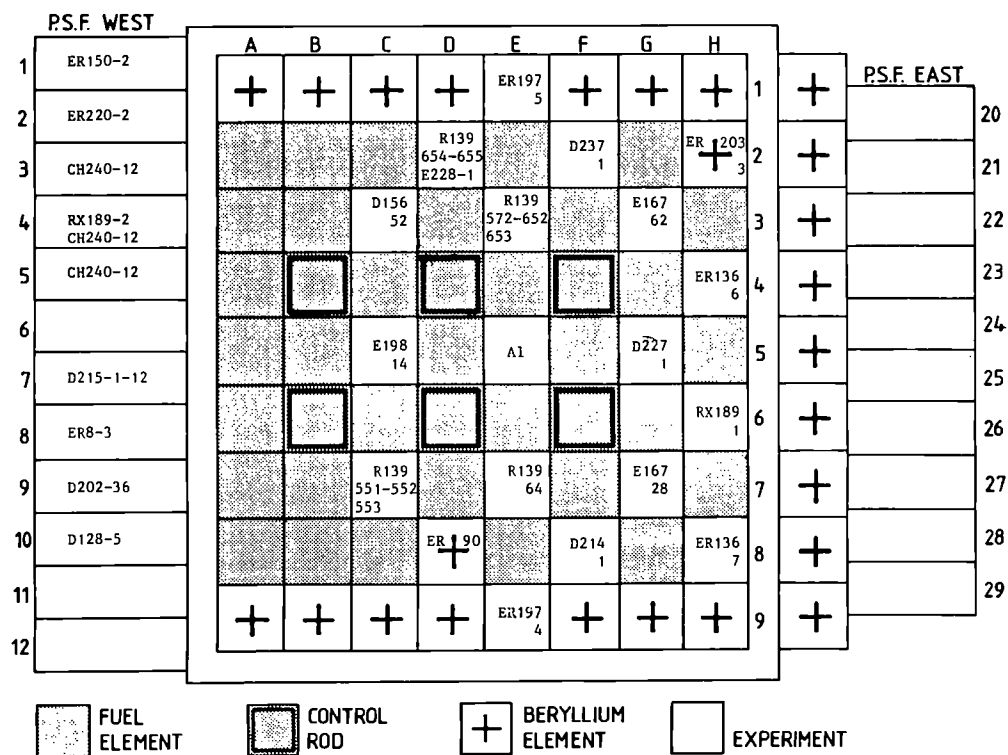 P.S.F. WEST
P.S.F. EAST
A B C D E F G H
1 ER150-2
2 ER220-2
3 CH240-12
4 RX189-2
CH240-12
5 CH240-12
6
7 D215-1-12
8 ER8-3
9 D202-36
10 D128-5
11
12
ER197
5
1
R139
654-655
E228-1
D237
1
ER 203
3
2
D156
52
R139
572-652
653
E167
62
3
ER136
6
4
E198
14
Al
D227
1
5
RX189
1
6
R139
551-552
553
R139
64
E167
28
7
ER 90
D214
1
ER136
7
8
ER197
4
9
20
21
22
23
24
25
26
27
28
29
FUEL
ELEMENT
CONTROL
ROD
BERYLLIUM
ELEMENT
EXPERIMENT